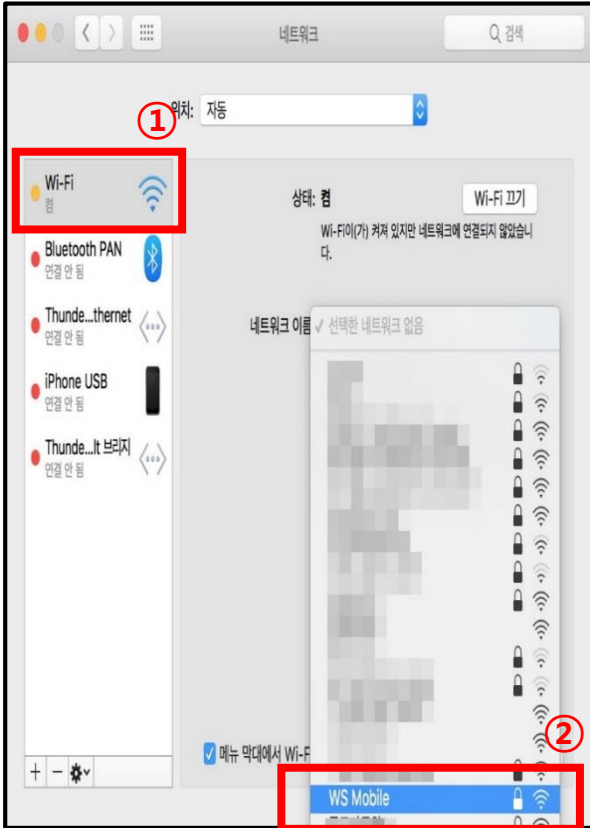 네트워크
검색
①
위치: 자동
Wi-Fi
켬
상태: 켬
Wi-Fi 끄기
Wi-Fi이(가) 켜져 있지만 네트워크에 연결되지 않았습니
다.
Bluetooth PAN
연결 안 됨
Thunde...thernet
연결 안 됨
네트워크 이름
✓ 선택한 네트워크 없음
iPhone USB
연결 안 됨
Thunde...lt 브리지
연결 안 됨
②
메뉴 막대에서 Wi-F
WS Mobile